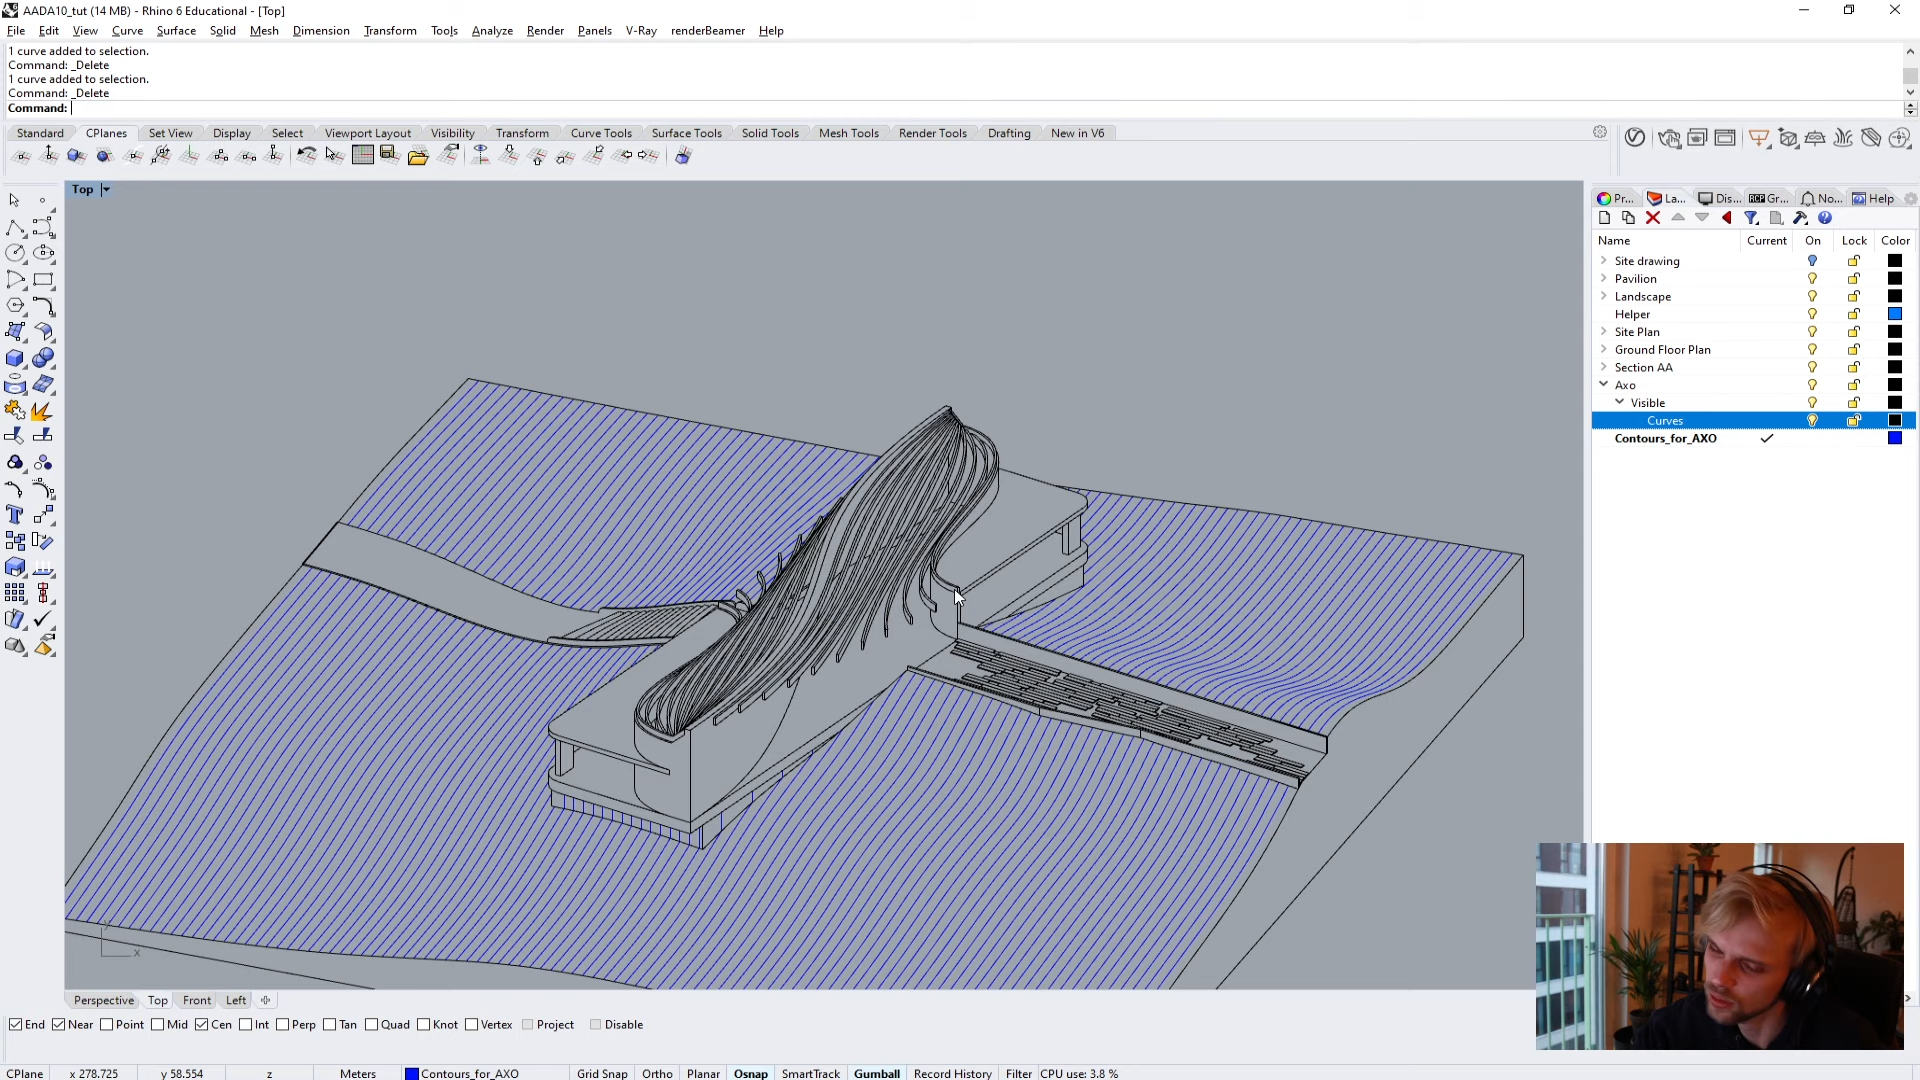 AADA10_tut (14 MB) - Rhino 6 Educational - [Top]
File Edit View Curve Surface Solid Mesh Dimension Transform Tools Analyze Render Panels V-Ray renderBeamer Help
1 curve added to selection.
Command: _Delete
1 curve added to selection.
Command: _Delete
Command:
Standard CPlanes Set View Display Select Viewport Layout Visibility Transform Curve Tools Surface Tools Solid Tools Mesh Tools Render Tools Drafting New in V6
Top
Pr... La... Dis... Gr... No... Help
Name Current On Lock Color
Site drawing
Pavilion
Landscape
Helper
Site Plan
Ground Floor Plan
Section AA
Axo
Visible
Curves
Contours_for_AXO
y
x
Perspective Top Front Left
End Near Point Mid Cen Int Perp Tan Quad Knot Vertex Project Disable
CPlane x 278.725 y 58.554 z Meters Contours_for_AXO Grid Snap Ortho Planar Osnap SmartTrack Gumball Record History Filter CPU use: 3.8 %